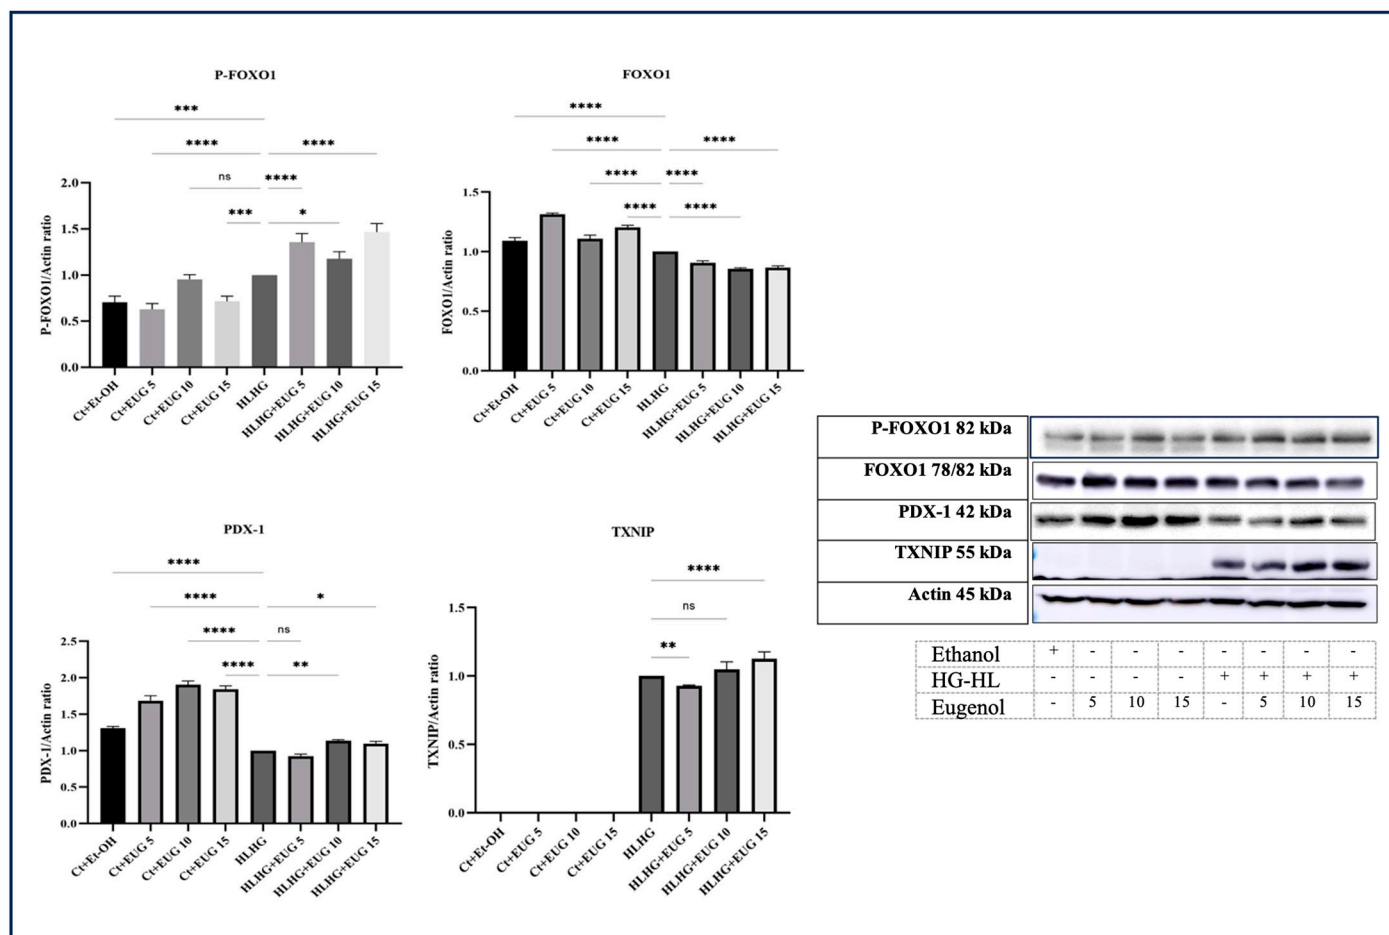 P-FOXO1
***
****
****
ns
****
***
*
2.0
1.5
1.0
0.5
0.0
P-FOXO1/Actin ratio
Ct+Et-OH
Ct+EUG 5
Ct+EUG 10
Ct+EUG 15
HLHG
HLHG+EUG 5
HLHG+EUG 10
HLHG+EUG 15
FOXO1
****
****
****
****
****
****
****
1.5
1.0
0.5
0.0
FOXO1/Actin ratio
Ct+Et-OH
Ct+EUG 5
Ct+EUG 10
Ct+EUG 15
HLHG
HLHG+EUG 5
HLHG+EUG 10
HLHG+EUG 15
PDX-1
****
****
*
****
ns
****
**
2.5
2.0
1.5
1.0
0.5
0.0
PDX-1/Actin ratio
Ct+Et-OH
Ct+EUG 5
Ct+EUG 10
Ct+EUG 15
HLHG
HLHG+EUG 5
HLHG+EUG 10
HLHG+EUG 15
TXNIP
****
ns
**
1.5
1.0
0.5
0.0
TXNIP/Actin ratio
Ct+Et-OH
Ct+EUG 5
Ct+EUG 10
Ct+EUG 15
HLHG
HLHG+EUG 5
HLHG+EUG 10
HLHG+EUG 15
P-FOXO1 82 kDa
FOXO1 78/82 kDa
PDX-1 42 kDa
TXNIP 55 kDa
Actin 45 kDa
Ethanol + - - - - - - -
HG-HL - - - - + + + +
Eugenol - 5 10 15 - 5 10 15